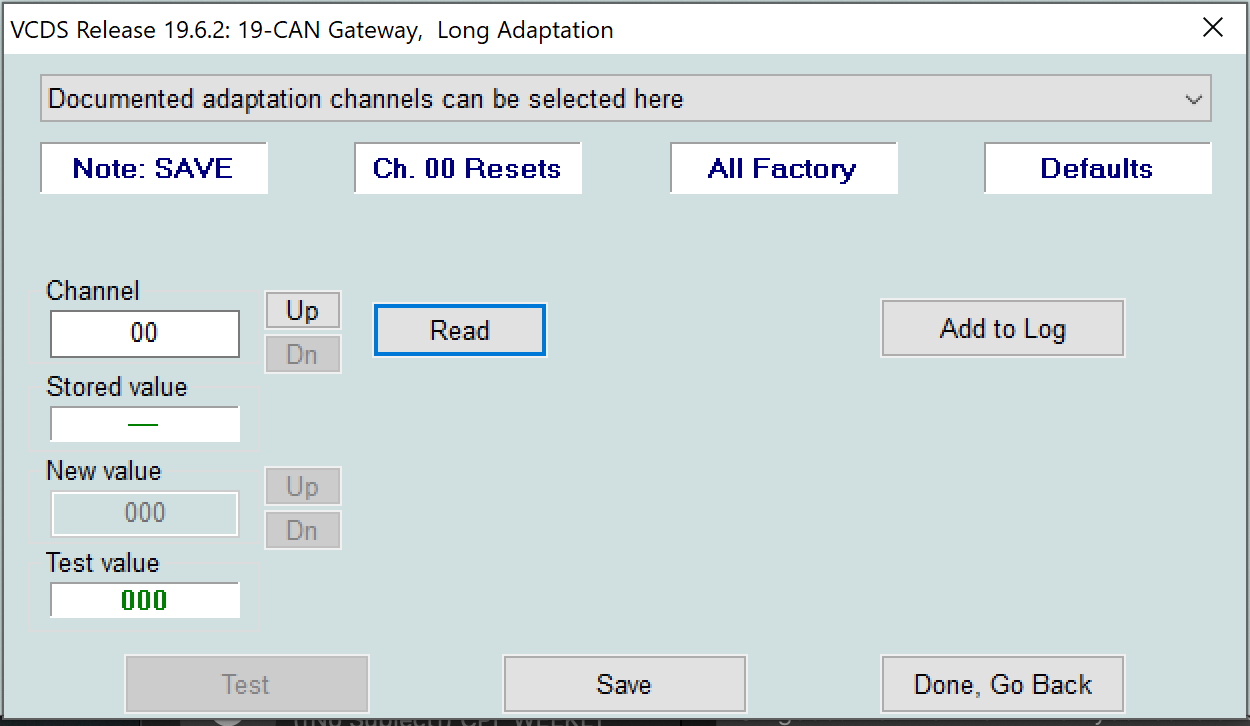 VCDS Release 19.6.2: 19-CAN Gateway,  Long Adaptation
Documented adaptation channels can be selected here
Note: SAVE
Ch. 00 Resets
All Factory
Defaults
Channel
00
Up
Dn
Read
Add to Log
Stored value
—
New value
000
Up
Dn
Test value
000
Test
Save
Done, Go Back